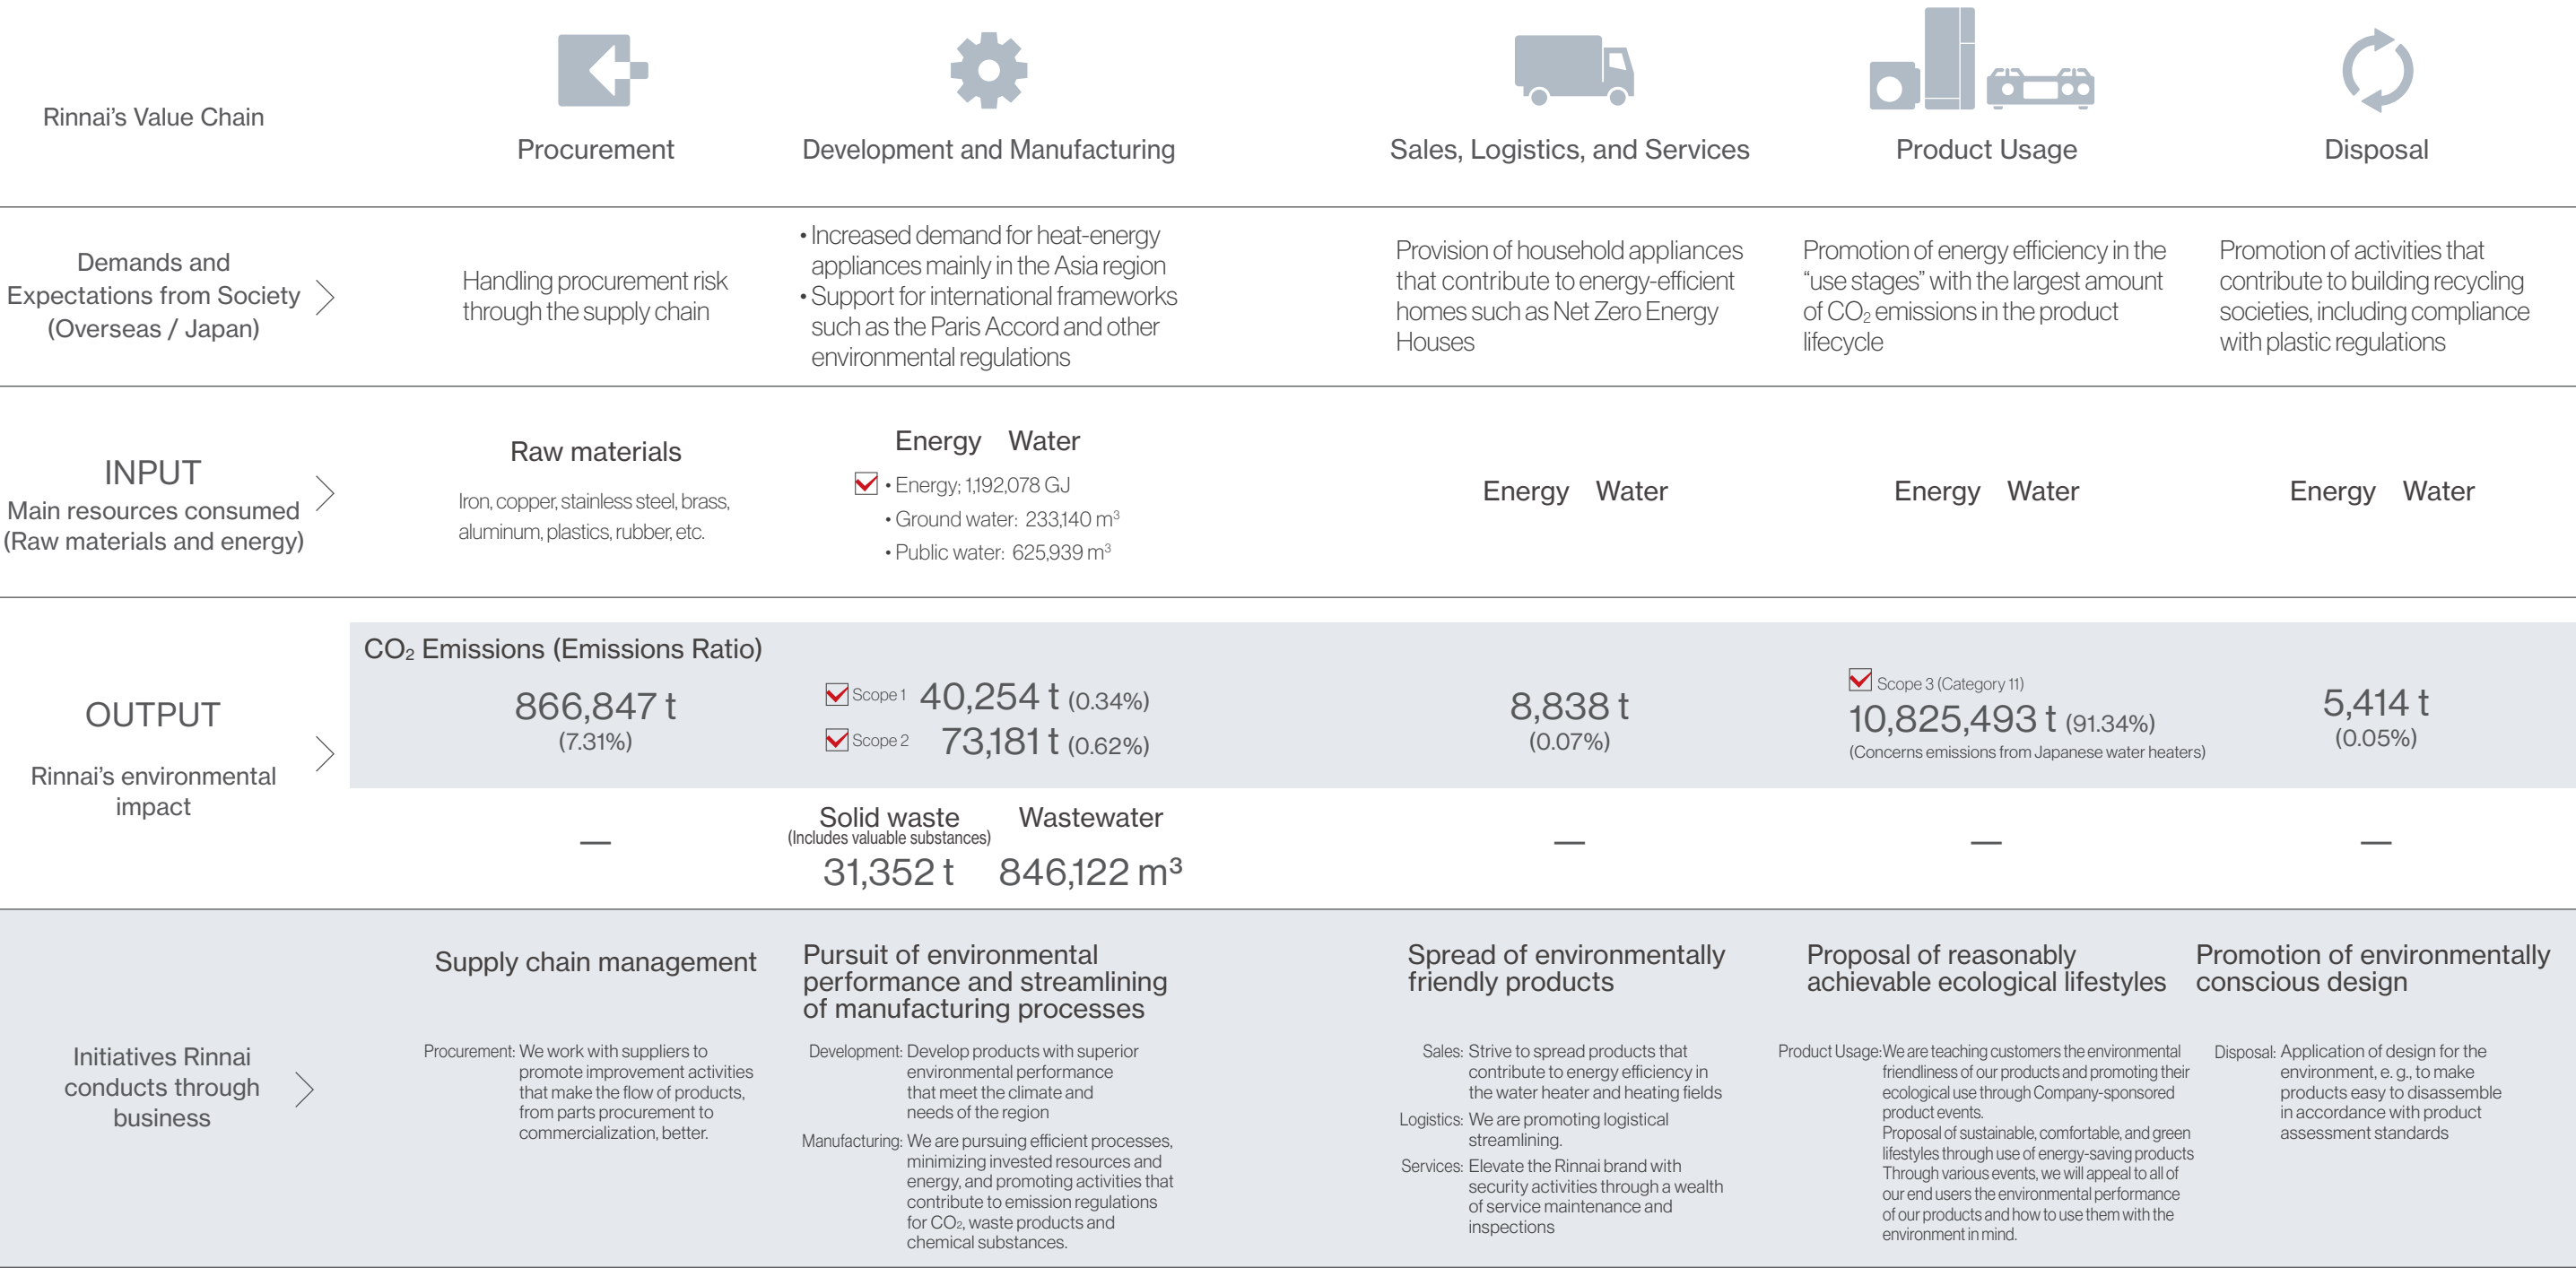 Rinnai’s Value Chain
Procurement
Development and Manufacturing
Sales, Logistics, and Services
Product Usage
Disposal
Demands and
Expectations from Society
(Overseas / Japan)
Handling procurement risk
through the supply chain
• Increased demand for heat-energy
appliances mainly in the Asia region
• Support for international frameworks
such as the Paris Accord and other
environmental regulations
Provision of household appliances
that contribute to energy-efficient
homes such as Net Zero Energy
Houses
Promotion of energy efficiency in the
“use stages” with the largest amount
of CO₂ emissions in the product
lifecycle
Promotion of activities that
contribute to building recycling
societies, including compliance
with plastic regulations
INPUT
Main resources consumed
(Raw materials and energy)
Raw materials
Iron, copper, stainless steel, brass,
aluminum, plastics, rubber, etc.
Energy Water
• Energy; 1,192,078 GJ
• Ground water: 233,140 m³
• Public water: 625,939 m³
Energy Water
Energy Water
Energy Water
OUTPUT
Rinnai’s environmental
impact
CO₂ Emissions (Emissions Ratio)
866,847 t
(7.31%)
Scope 1 40,254 t (0.34%)
Scope 2 73,181 t (0.62%)
8,838 t
(0.07%)
Scope 3 (Category 11)
10,825,493 t (91.34%)
(Concerns emissions from Japanese water heaters)
5,414 t
(0.05%)
—
Solid waste Wastewater
(Includes valuable substances)
31,352 t 846,122 m³
—
—
—
Initiatives Rinnai
conducts through
business
Supply chain management
Procurement: We work with suppliers to
promote improvement activities
that make the flow of products,
from parts procurement to
commercialization, better.
Pursuit of environmental
performance and streamlining
of manufacturing processes
Development: Develop products with superior
environmental performance
that meet the climate and
needs of the region
Manufacturing: We are pursuing efficient processes,
minimizing invested resources and
energy, and promoting activities that
contribute to emission regulations
for CO₂, waste products and
chemical substances.
Spread of environmentally
friendly products
Sales: Strive to spread products that
contribute to energy efficiency in
the water heater and heating fields
Logistics: We are promoting logistical
streamlining.
Services: Elevate the Rinnai brand with
security activities through a wealth
of service maintenance and
inspections
Proposal of reasonably
achievable ecological lifestyles
Product Usage: We are teaching customers the environmental
friendliness of our products and promoting their
ecological use through Company-sponsored
product events.
Proposal of sustainable, comfortable, and green
lifestyles through use of energy-saving products
Through various events, we will appeal to all of
our end users the environmental performance
of our products and how to use them with the
environment in mind.
Promotion of environmentally
conscious design
Disposal: Application of design for the
environment, e. g., to make
products easy to disassemble
in accordance with product
assessment standards